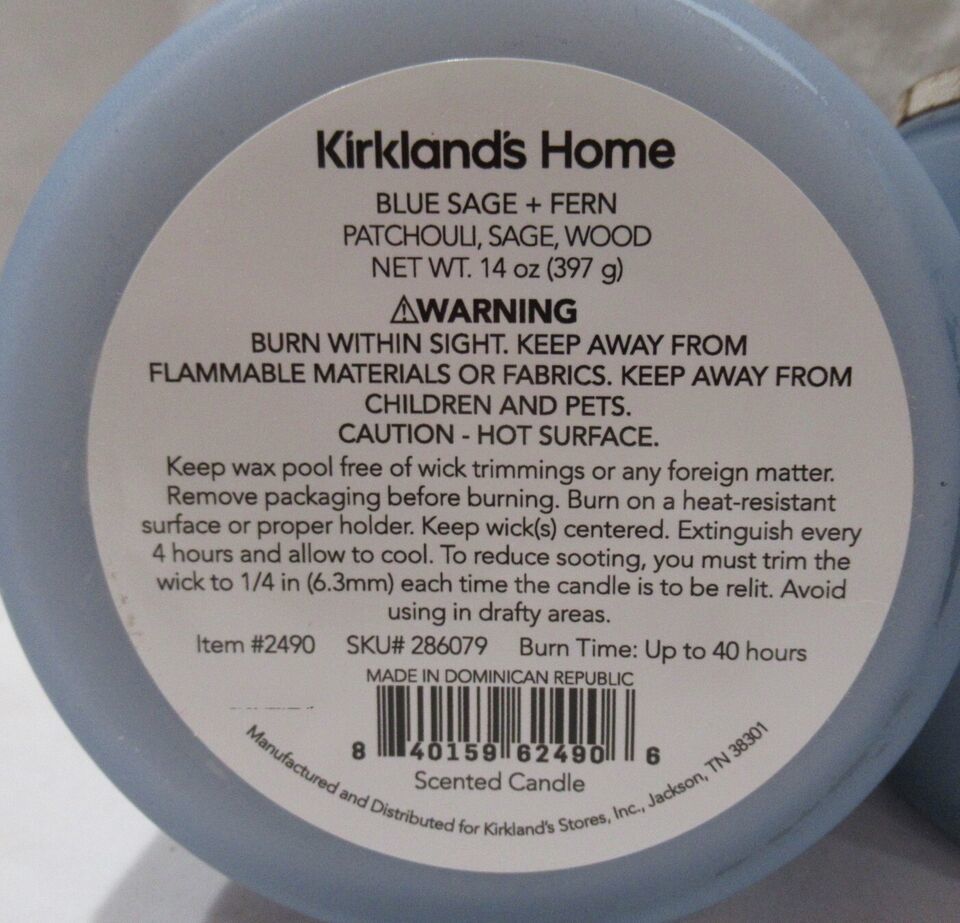 Kirkland's Home
BLUE SAGE + FERN
PATCHOULI, SAGE, WOOD
NET WT. 14 oz (397 g)
⚠WARNING
BURN WITHIN SIGHT. KEEP AWAY FROM
FLAMMABLE MATERIALS OR FABRICS. KEEP AWAY FROM
CHILDREN AND PETS.
CAUTION - HOT SURFACE.
Keep wax pool free of wick trimmings or any foreign matter.
Remove packaging before burning. Burn on a heat-resistant
surface or proper holder. Keep wick(s) centered. Extinguish every
4 hours and allow to cool. To reduce sooting, you must trim the
wick to 1/4 in (6.3mm) each time the candle is to be relit. Avoid
using in drafty areas.
Item #2490 SKU# 286079 Burn Time: Up to 40 hours
MADE IN DOMINICAN REPUBLIC
8 40159 62490 6
Scented Candle
Manufactured and Distributed for Kirkland's Stores, Inc., Jackson, TN 38301